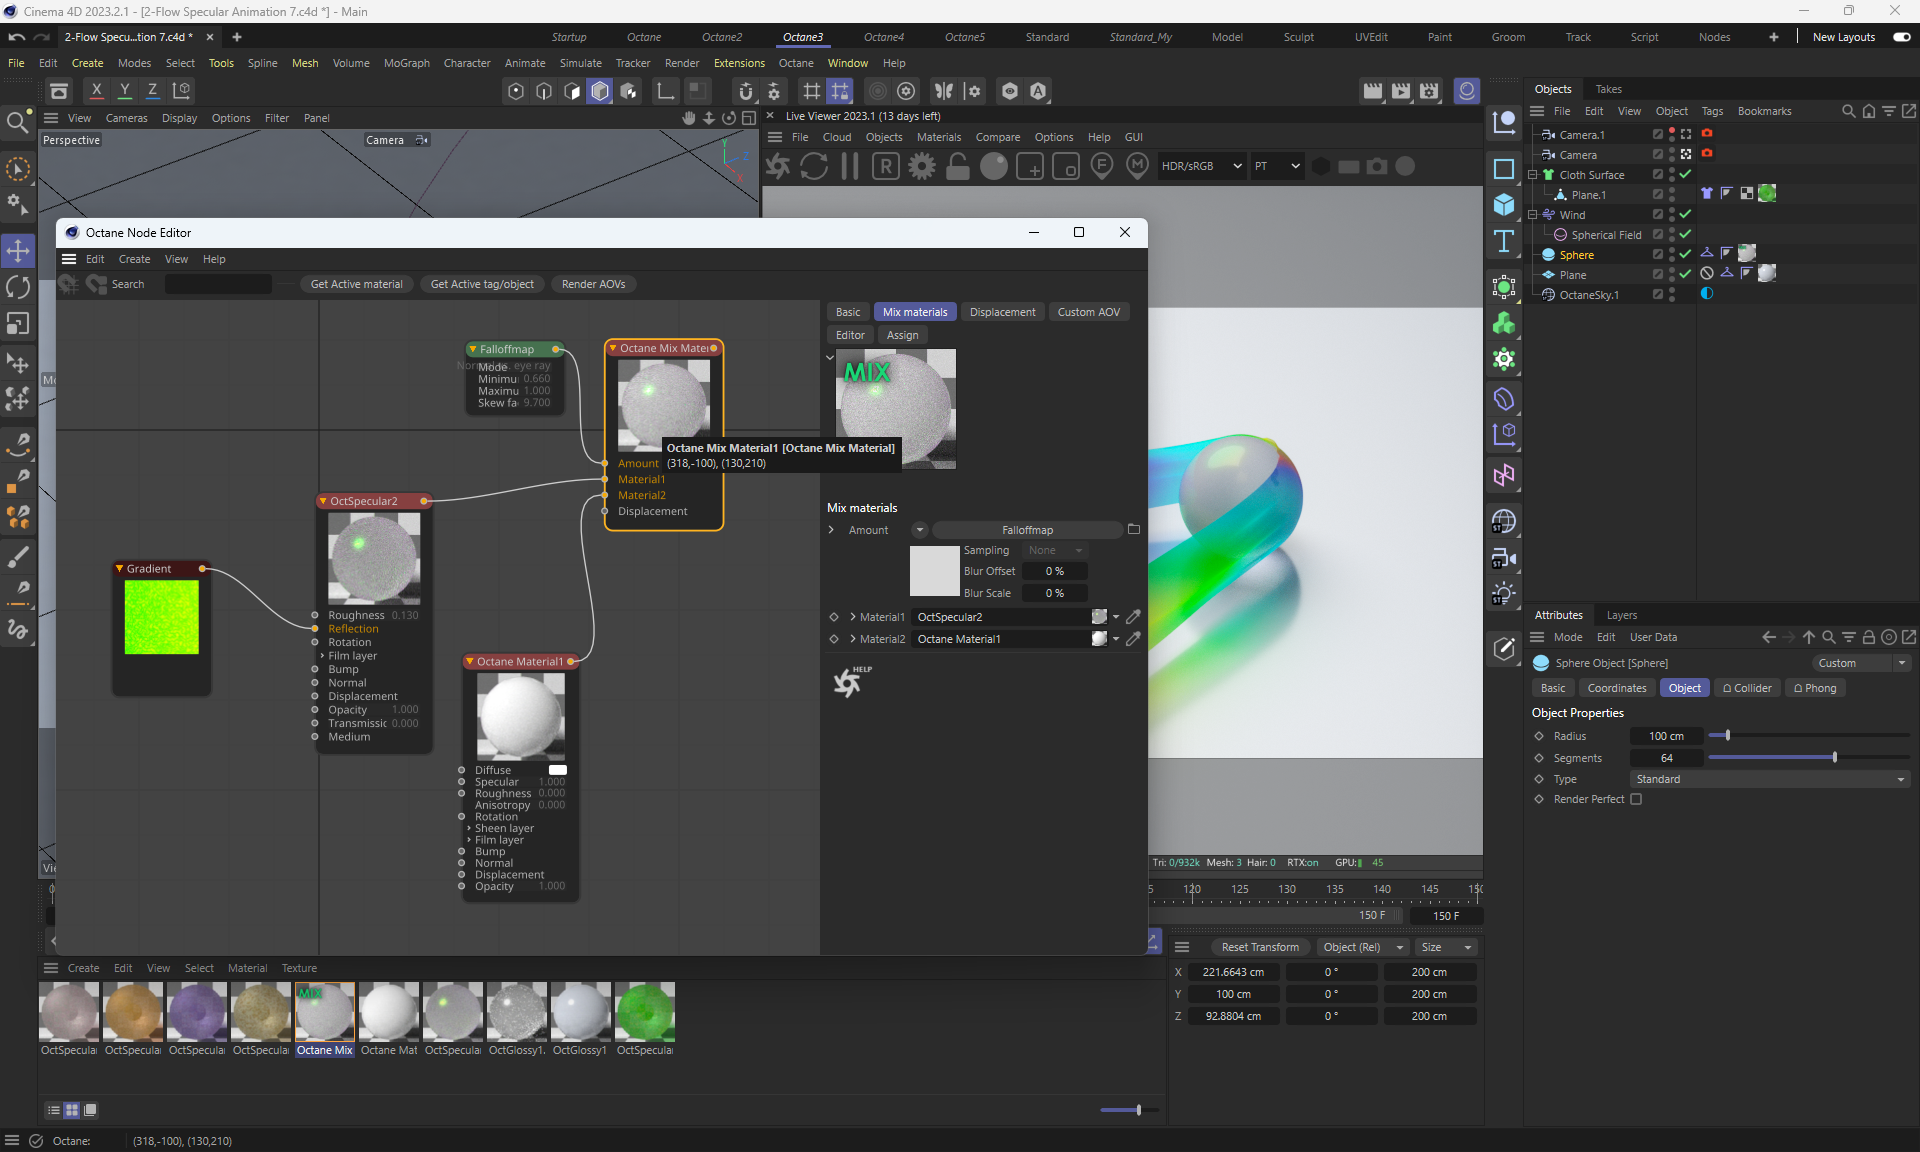 Cinema 4D 2023.2.1 - [2-Flow Specular Animation 7.c4d *] - Main
2-Flow Specu...tion 7.c4d *
Startup Octane Octane2 Octane3 Octane4 Octane5 Standard Standard_My Model Sculpt UVEdit Paint Groom Track Script Nodes New Layouts
File Edit Create Modes Select Tools Spline Mesh Volume MoGraph Character Animate Simulate Tracker Render Extensions Octane Window Help
X Y Z
Objects Takes
View Cameras Display Options Filter Panel
Live Viewer 2023.1 (13 days left)
File Edit View Object Tags Bookmarks
Perspective
Camera
File Cloud Objects Materials Compare Options Help GUI
HDR/sRGB
PT
Camera.1
Camera
Cloth Surface
Plane.1
Wind
Spherical Field
Sphere
Plane
OctaneSky.1
Octane Node Editor
Edit Create View Help
Search
Get Active material Get Active tag/object Render AOVs
Basic Mix materials Displacement Custom AOV
Editor Assign
MIX
Falloffmap
Mode
Minimu 0.660
Maximu 1.000
Skew fa 9.700
Octane Mix Mater
Octane Mix Material1 [Octane Mix Material]
(318,-100), (130,210)
Amount
Material1
Material2
Displacement
OctSpecular2
Roughness 0.130
Reflection
Rotation
Film layer
Bump
Normal
Displacement
Opacity 1.000
Transmissic 0.000
Medium
Gradient
Octane Material1
Diffuse
Specular 1.000
Roughness 0.000
Anisotropy 0.000
Rotation
Sheen layer
Film layer
Bump
Normal
Displacement
Opacity 1.000
Mix materials
Amount Falloffmap
Sampling None
Blur Offset 0 %
Blur Scale 0 %
Material1 OctSpecular2
Material2 Octane Material1
HELP
Attributes Layers
Mode Edit User Data
Sphere Object [Sphere]
Custom
Basic Coordinates Object Collider Phong
Object Properties
Radius 100 cm
Segments 64
Type Standard
Render Perfect
Tri: 0/932k Mesh: 3 Hair: 0 RTX:on GPU: 45
120 125 130 135 140 145
150 F 150 F
Reset Transform Object (Rel) Size
X 221.6643 cm 0 ° 200 cm
Y 100 cm 0 ° 200 cm
Z 92.8804 cm 0 ° 200 cm
Create Edit View Select Material Texture
MIX
OctSpecular OctSpecular OctSpecular OctSpecular Octane Mix Octane Mat OctSpecular OctGlossy1. OctGlossy1 OctSpecular
Octane: (318,-100), (130,210)